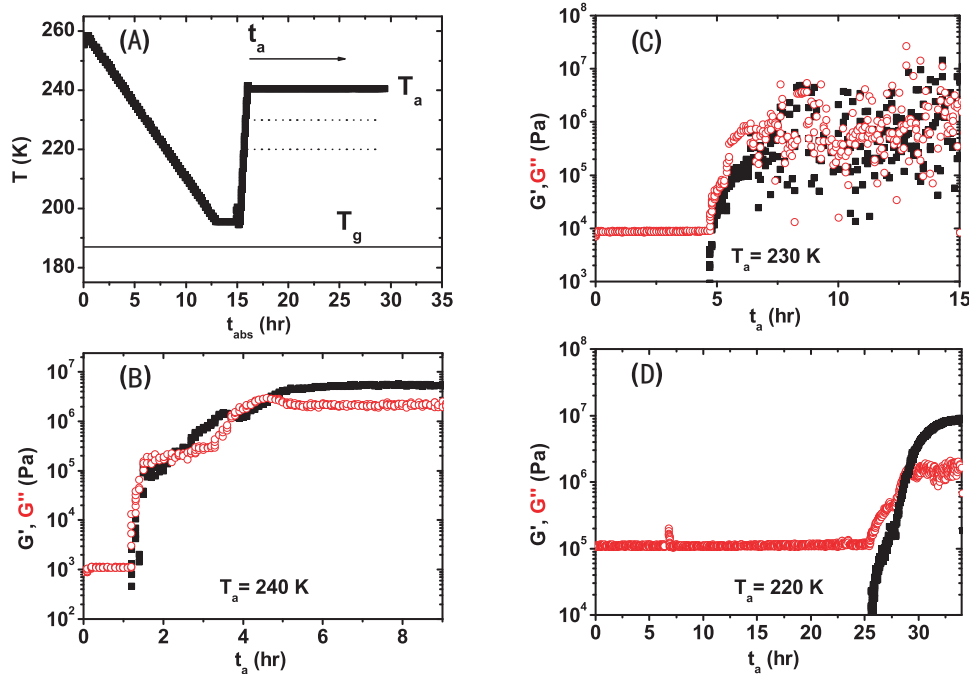 (A)
t_a
T_a
T_g
260
240
220
200
180
T (K)
0 5 10 15 20 25 30 35
t_abs (hr)
(B)
10^7
10^6
10^5
10^4
10^3
10^2
G', G'' (Pa)
T_a = 240 K
0 2 4 6 8
t_a (hr)
(C)
10^8
10^7
10^6
10^5
10^4
10^3
G', G'' (Pa)
T_a = 230 K
0 5 10 15
t_a (hr)
(D)
10^8
10^7
10^6
10^5
10^4
G', G'' (Pa)
T_a = 220 K
0 5 10 15 20 25 30
t_a (hr)